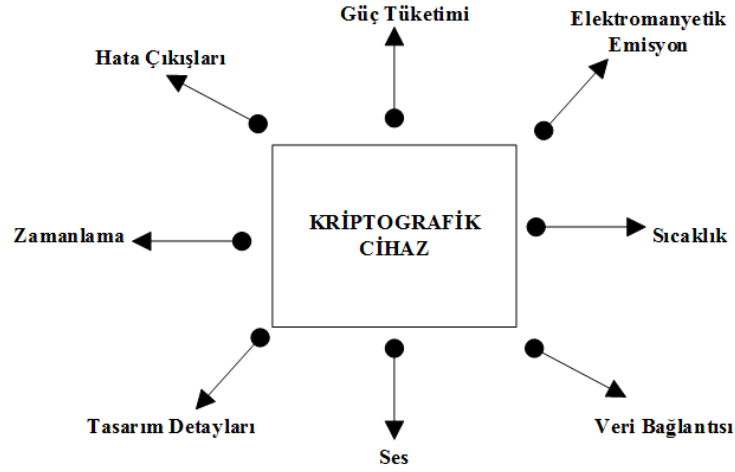 Güç Tüketimi
Elektromanyetik
Emisyon
Hata Çıkışları
KRİPTOGRAFİK
CİHAZ
Zamanlama
Sıcaklık
Tasarım Detayları
Ses
Veri Bağlantısı